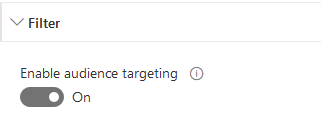 Filter
Enable audience targeting
On